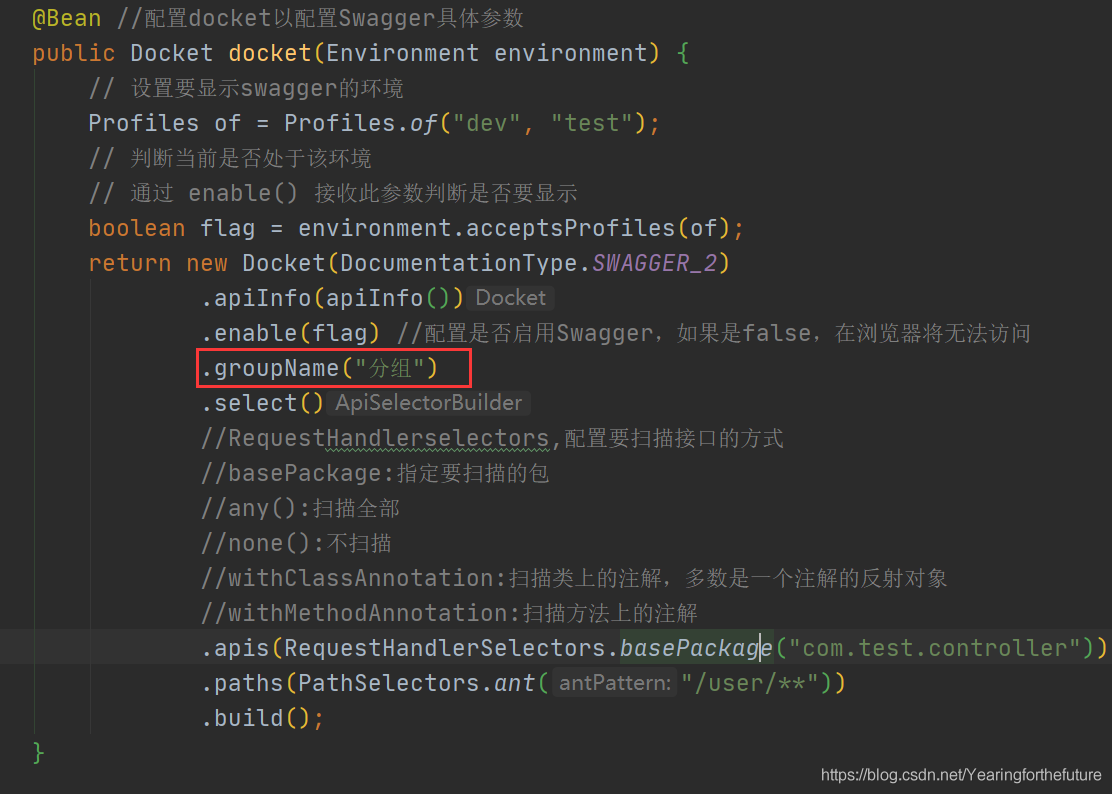 @Bean //配置docket以配置Swagger具体参数
public Docket docket(Environment environment) {
// 设置要显示swagger的环境
Profiles of = Profiles.of("dev", "test");
// 判断当前是否处于该环境
// 通过 enable() 接收此参数判断是否要显示
boolean flag = environment.acceptsProfiles(of);
return new Docket(DocumentationType.SWAGGER_2)
.apiInfo(apiInfo()) Docket
.enable(flag) //配置是否启用Swagger，如果是false，在浏览器将无法访问
.groupName("分组")
.select() ApiSelectorBuilder
//RequestHandlerselectors,配置要扫描接口的方式
//basePackage:指定要扫描的包
//any():扫描全部
//none():不扫描
//withClassAnnotation:扫描类上的注解，多数是一个注解的反射对象
//withMethodAnnotation:扫描方法上的注解
.apis(RequestHandlerSelectors.basePackage("com.test.controller"))
.paths(PathSelectors.ant( antPattern: "/user/**"))
.build();
}
https://blog.csdn.net/Yearingforthefuture